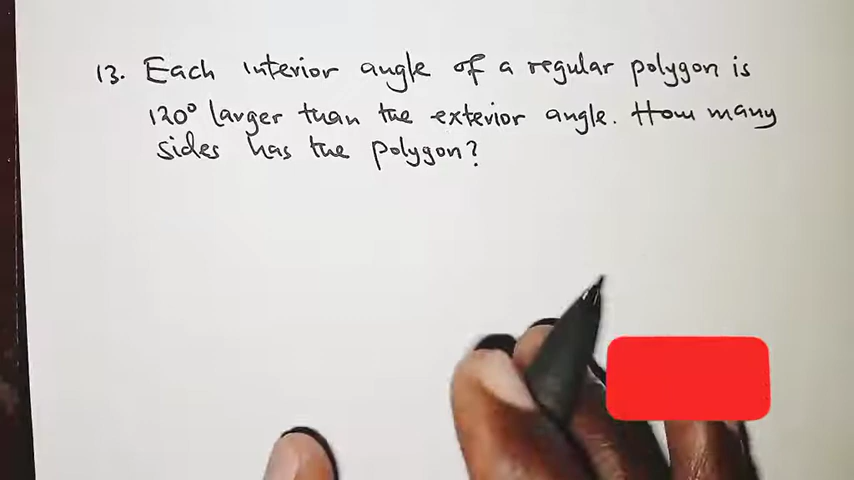 13. Each interior angle of a regular polygon is
120° larger than the exterior angle. How many
sides has the polygon?